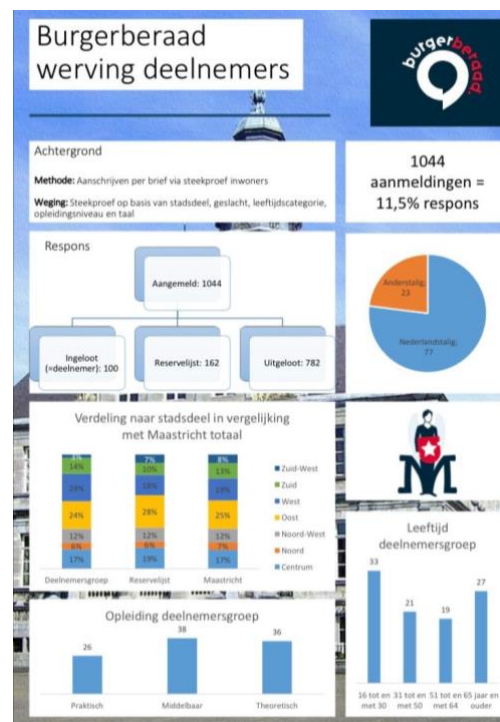 Burgerberaad
werving deelnemers
burgerberaad.
Achtergrond
Methode: Aanschrijven per brief via steekproef inwoners
Weging: Steekproef op basis van stadsdeel, geslacht, leeftijdscategorie,
opleidingsniveau en taal
1044
aanmeldingen =
11,5% respons
Respons
Aangemeld: 1044
Ingeloot
(=deelnemer): 100
Reservelijst: 162
Uitgeloot: 782
Anderstalig;
23
Nederlandstalig;
77
Verdeling naar stadsdeel in vergelijking
met Maastricht totaal
7% 8%
14% 10% 13%
24% 28% 25%
12% 12% 12%
6% 6% 7%
17% 19% 17%
Deelnemersgroep Reservelijst Maastricht
Zuid-West
Zuid
West
Oost
Noord-West
Noord
Centrum
M
Leeftijd
deelnemersgroep
33
21
19
27
16 tot en met 30
31 tot en met 50
51 tot en met 64
65 jaar en ouder
Opleiding deelnemersgroep
26
38
36
Praktisch Middelbaar Theoretisch